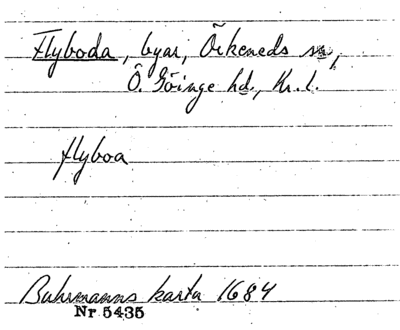 Flyboda, byar, Örkeneds sn,
Ö. Göinge hd., Kr. l.
flyboa
Buhrmanns karta 1684
Nr 5435